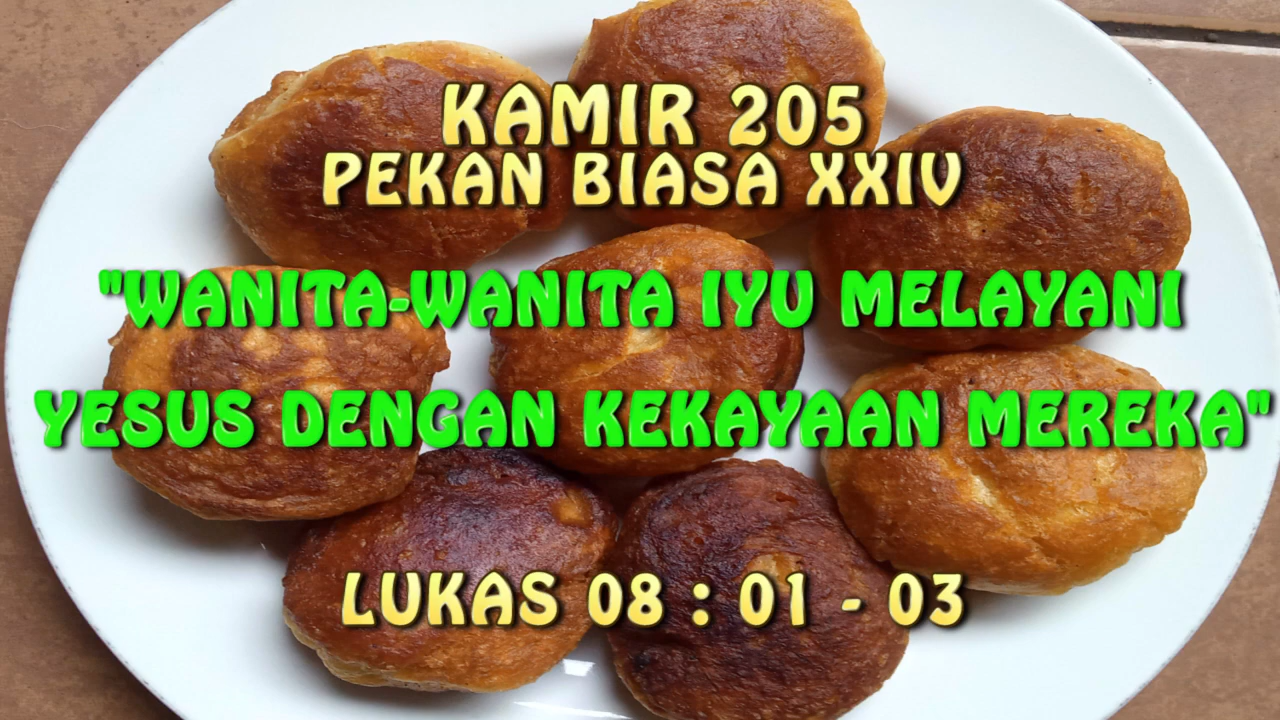 KAMIR 205
PEKAN BIASA XXIV
"WANITA-WANITA IYU MELAYANI
YESUS DENGAN KEKAYAAN MEREKA"
LUKAS 08 : 01 - 03